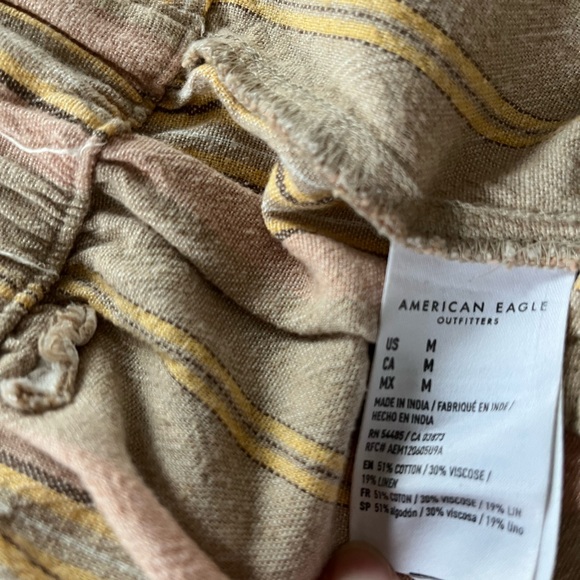 AMERICAN EAGLE
OUTFITTERS
US M
CA M
MX M
MADE IN INDIA / FABRIQUÉ EN INDE /
HECHO EN INDIA
RN 54485 / CA 03873
RFC# AEM120605U9A
EN 51% COTTON / 30% VISCOSE /
19% LINEN
FR 51% COTON / 30% VISCOSE / 19% LIN
SP 51% algodón / 30% viscosa / 19% lino